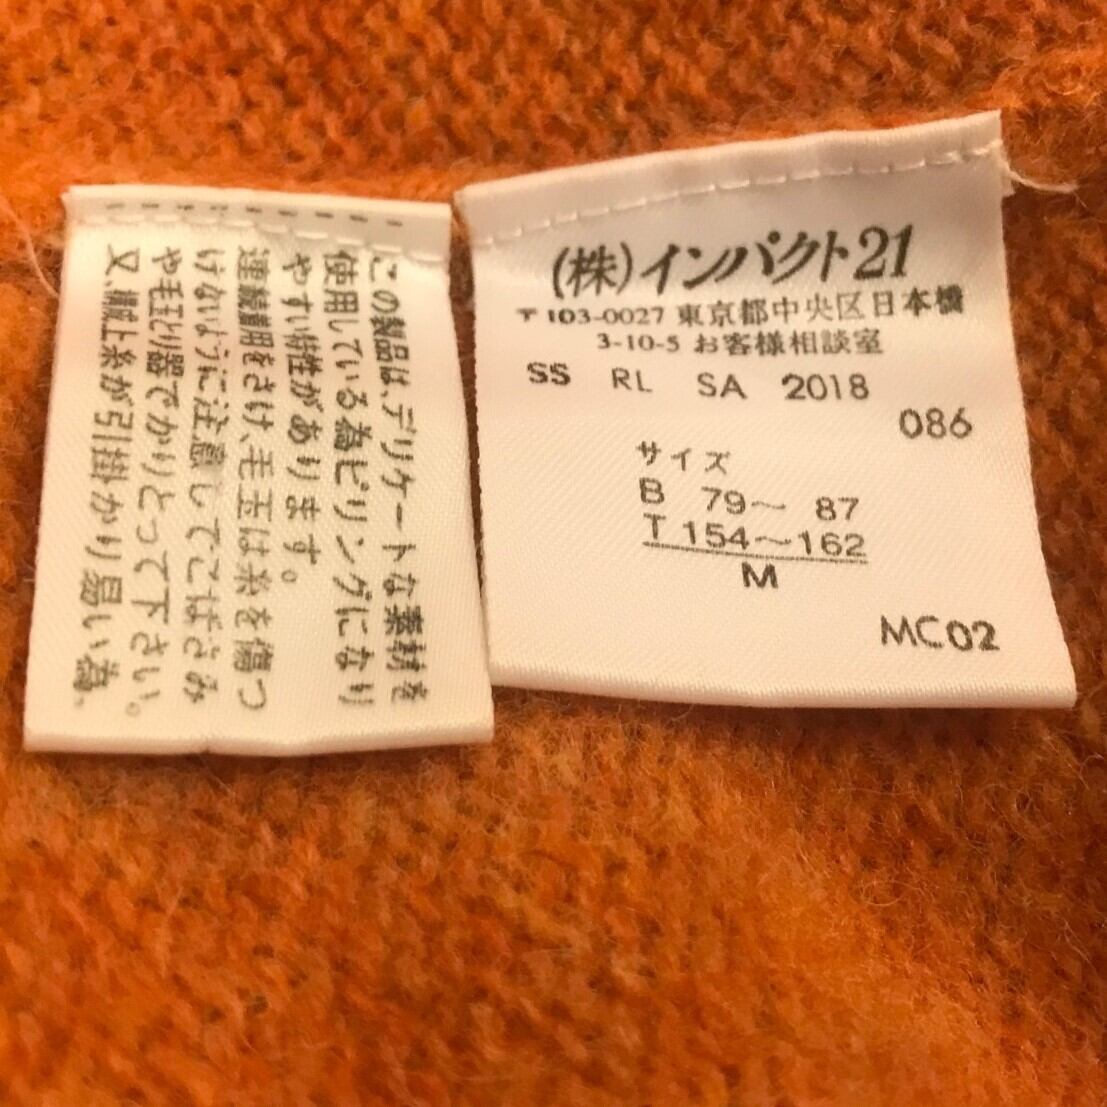 この製品は、デリケートな素材を
使用している為ピリングになり
やすい特性があります。
連続着用をさけ、毛玉は糸を傷つ
けないように注意してこばさみ
や毛玉とり器でかりとって下さい。
又、機械上糸が引掛かり易い為、
(株)インパクト21
〒103-0027 東京都中央区日本橋
3-10-5 お客様相談室
SS RL SA 2018
086
サイズ
B 79〜 87
T 154〜162
M
MC02